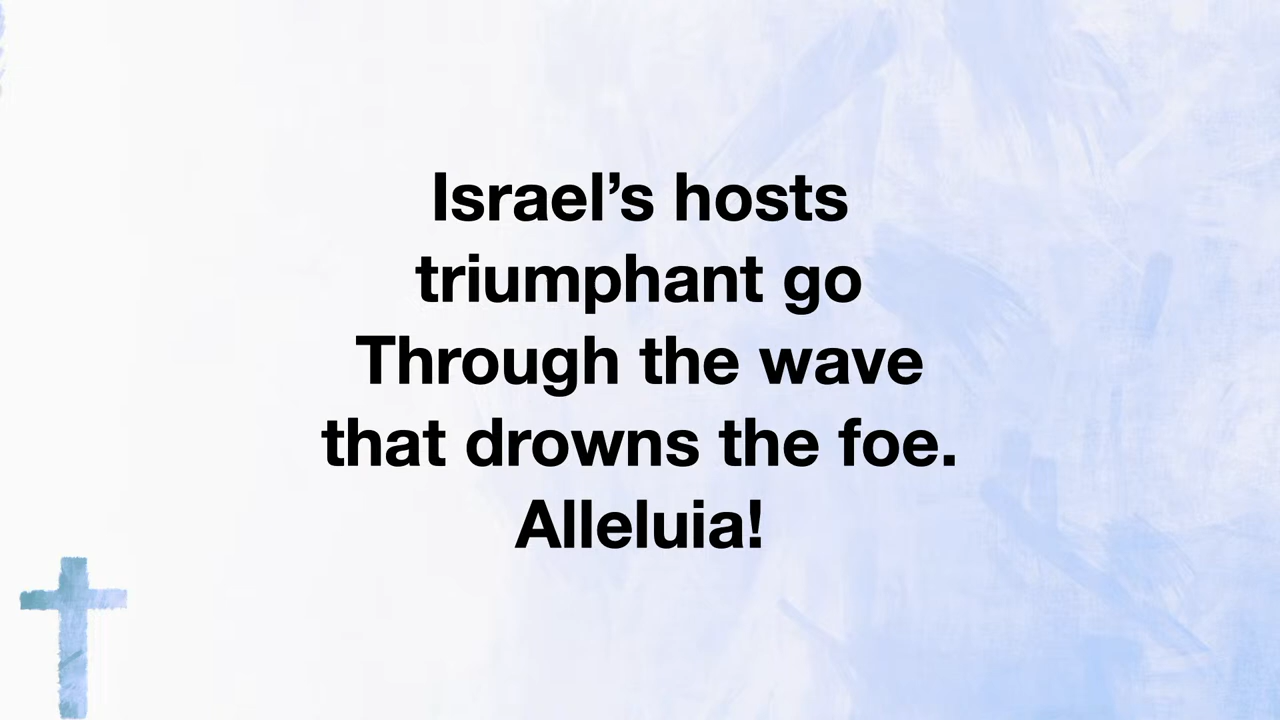 Israel’s hosts
triumphant go
Through the wave
that drowns the foe.
Alleluia!